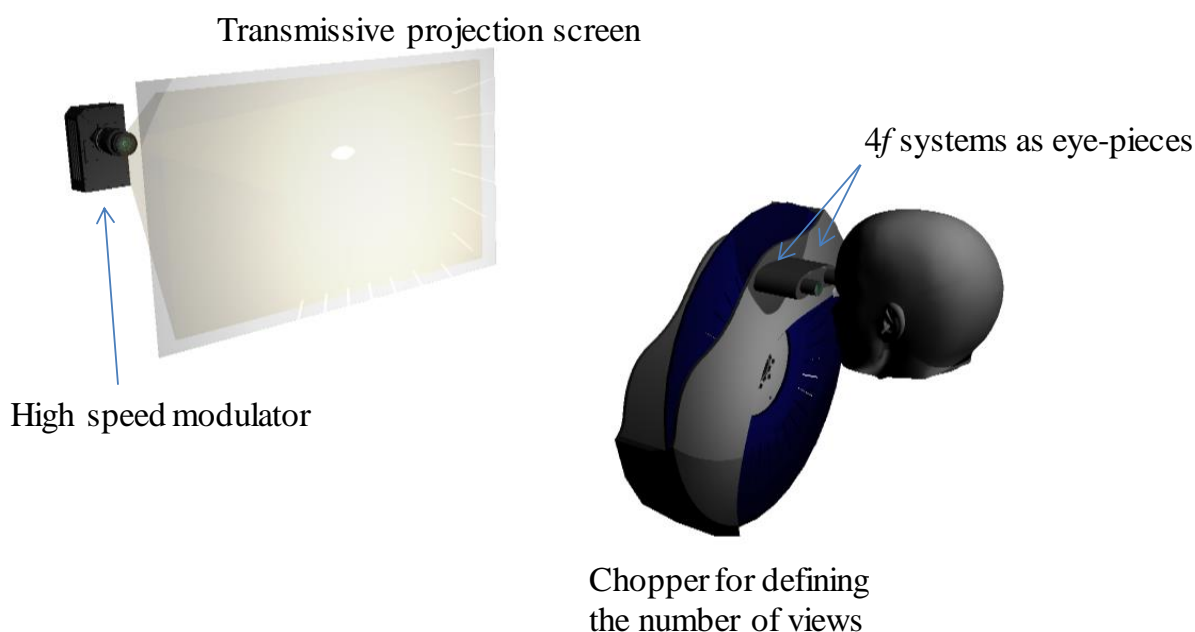 Transmissive projection screen
4f systems as eye-pieces
High speed modulator
Chopper for defining
the number of views